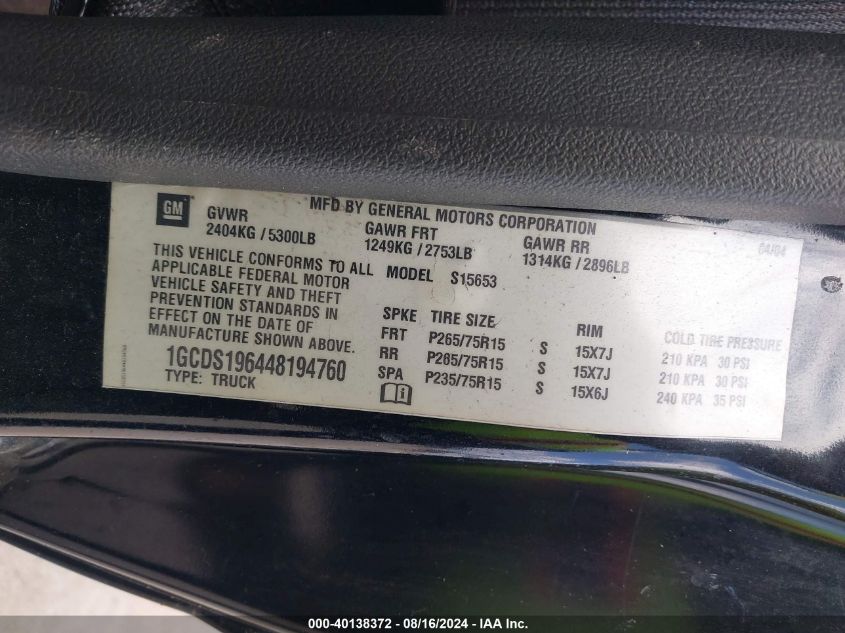 GM
MFD BY GENERAL MOTORS CORPORATION
04/04
GVWR GAWR FRT GAWR RR
2404KG / 5300LB 1249KG / 2753LB 1314KG / 2896LB
THIS VEHICLE CONFORMS TO ALL
APPLICABLE FEDERAL MOTOR
VEHICLE SAFETY AND THEFT
PREVENTION STANDARDS IN
EFFECT ON THE DATE OF
MANUFACTURE SHOWN ABOVE.
1GCDS196448194760
TYPE: TRUCK
MODEL S15653
SPKE TIRE SIZE RIM COLD TIRE PRESSURE
FRT P265/75R15 S 15X7J 210 KPA 30 PSI
RR P265/75R15 S 15X7J 210 KPA 30 PSI
SPA P235/75R15 S 15X6J 240 KPA 35 PSI
000-40138372 - 08/16/2024 - IAA Inc.